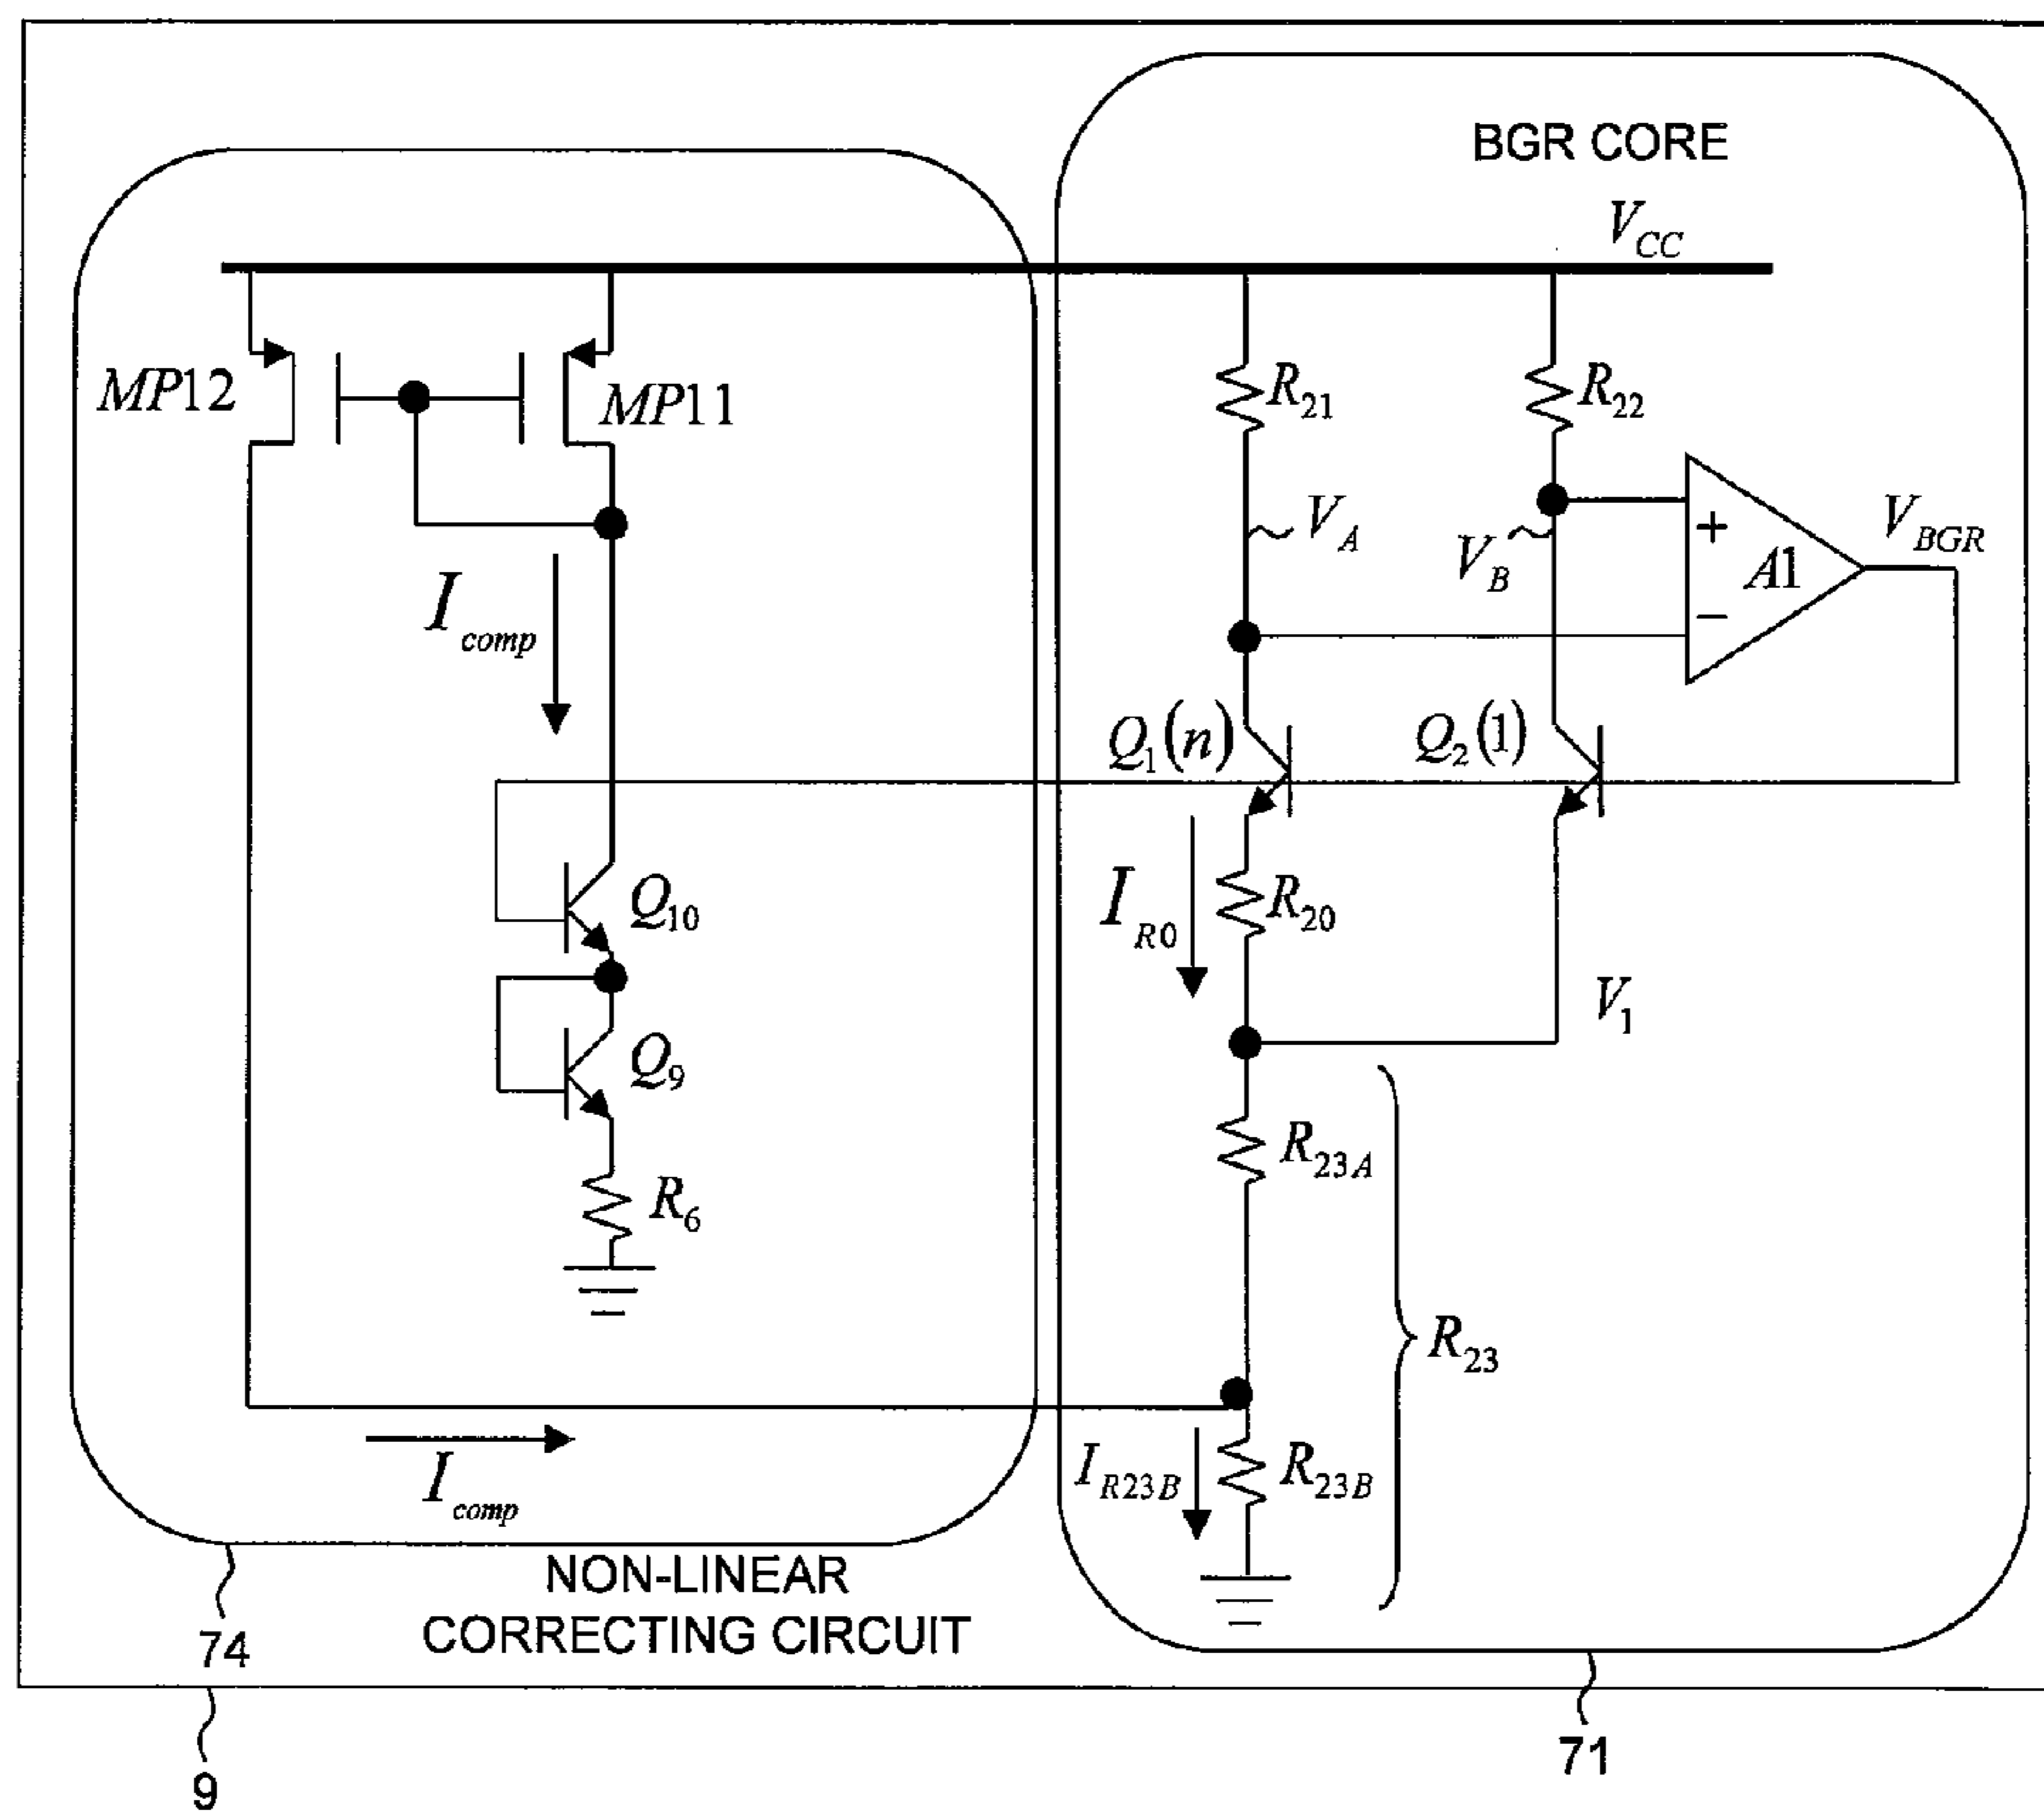 BGR CORE
V_CC
MP12
MP11
R_21
R_22
V_A
V_B
+
−
A1
V_BGR
I_comp
Q_1(n)
Q_2(1)
Q_10
I_R0
R_20
V_1
Q_9
R_23A
R_6
R_23
I_comp
I_R23B
R_23B
NON-LINEAR
CORRECTING CIRCUIT
74
9
71